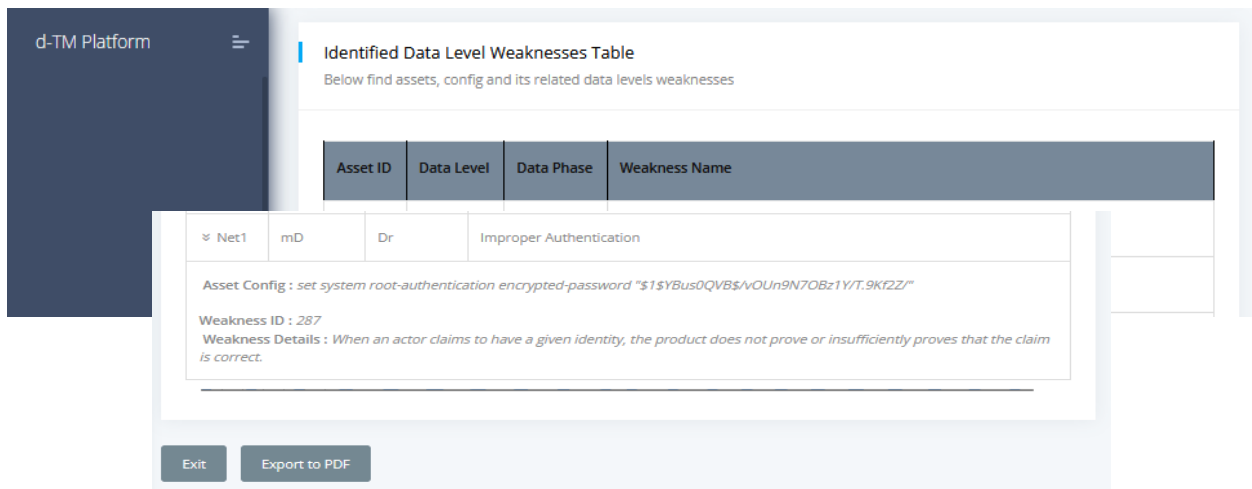 d-TM Platform
Identified Data Level Weaknesses Table
Below find assets, config and its related data levels weaknesses
Asset ID Data Level Data Phase Weakness Name
Net1 mD Dr Improper Authentication
Asset Config : set system root-authentication encrypted-password "$1$YBus0QVB$/vOUn9N7OBz1Y/T.9Kf2Z/"
Weakness ID : 287
Weakness Details : When an actor claims to have a given identity, the product does not prove or insufficiently proves that the claim
is correct.
Exit Export to PDF